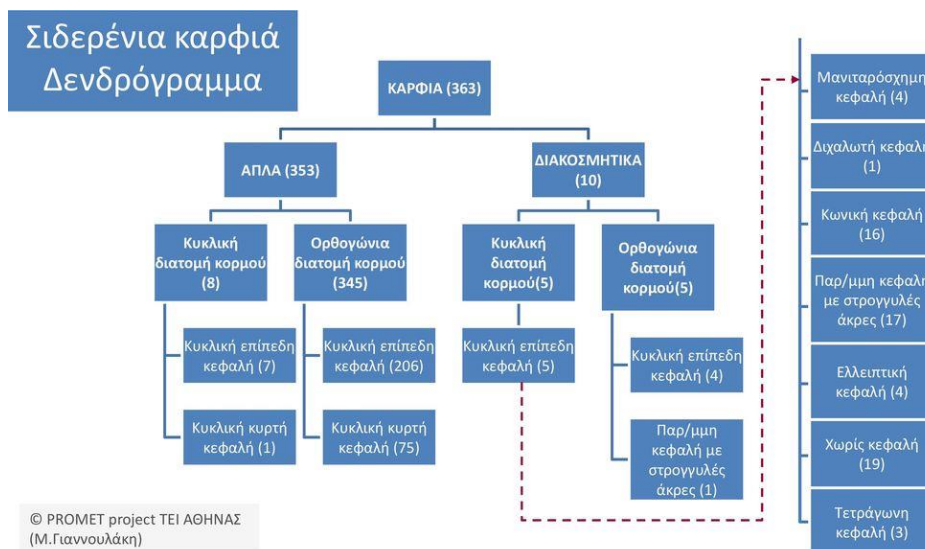 Σιδερένια καρφιά
Δενδρόγραμμα
ΚΑΡΦΙΑ (363)
ΑΠΛΑ (353)
ΔΙΑΚΟΣΜΗΤΙΚΑ
(10)
Κυκλική
διατομή κορμού
(8)
Ορθογώνια
διατομή κορμού
(345)
Κυκλική
διατομή
κορμού(5)
Ορθογώνια
διατομή
κορμού(5)
Κυκλική επίπεδη
κεφαλή (7)
Κυκλική κυρτή
κεφαλή (1)
Κυκλική επίπεδη
κεφαλή (206)
Κυκλική κυρτή
κεφαλή (75)
Κυκλική επίπεδη
κεφαλή (5)
Κυκλική επίπεδη
κεφαλή (4)
Παρ/μμη
κεφαλή με
στρογγυλές
άκρες (1)
Μανιταρόσχημη
κεφαλή (4)
Διχαλωτή κεφαλή
(1)
Κωνική κεφαλή
(16)
Παρ/μμη κεφαλή
με στρογγυλές
άκρες (17)
Ελλειπτική
κεφαλή (4)
Χωρίς κεφαλή
(19)
Τετράγωνη
κεφαλή (3)
© PROMET project ΤΕΙ ΑΘΗΝΑΣ
(Μ.Γιαννουλάκη)